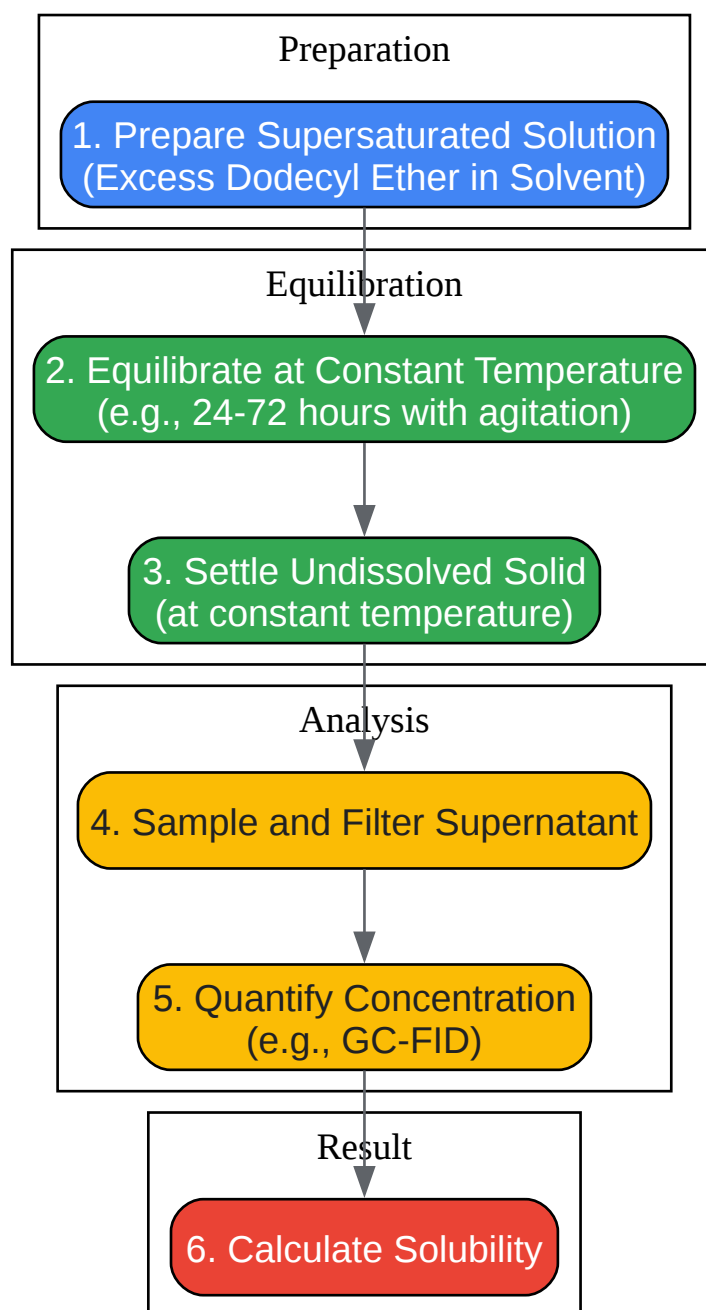 Preparation
1. Prepare Supersaturated Solution
(Excess Dodecyl Ether in Solvent)
Equilibration
2. Equilibrate at Constant Temperature
(e.g., 24-72 hours with agitation)
3. Settle Undissolved Solid
(at constant temperature)
Analysis
4. Sample and Filter Supernatant
5. Quantify Concentration
(e.g., GC-FID)
Result
6. Calculate Solubility